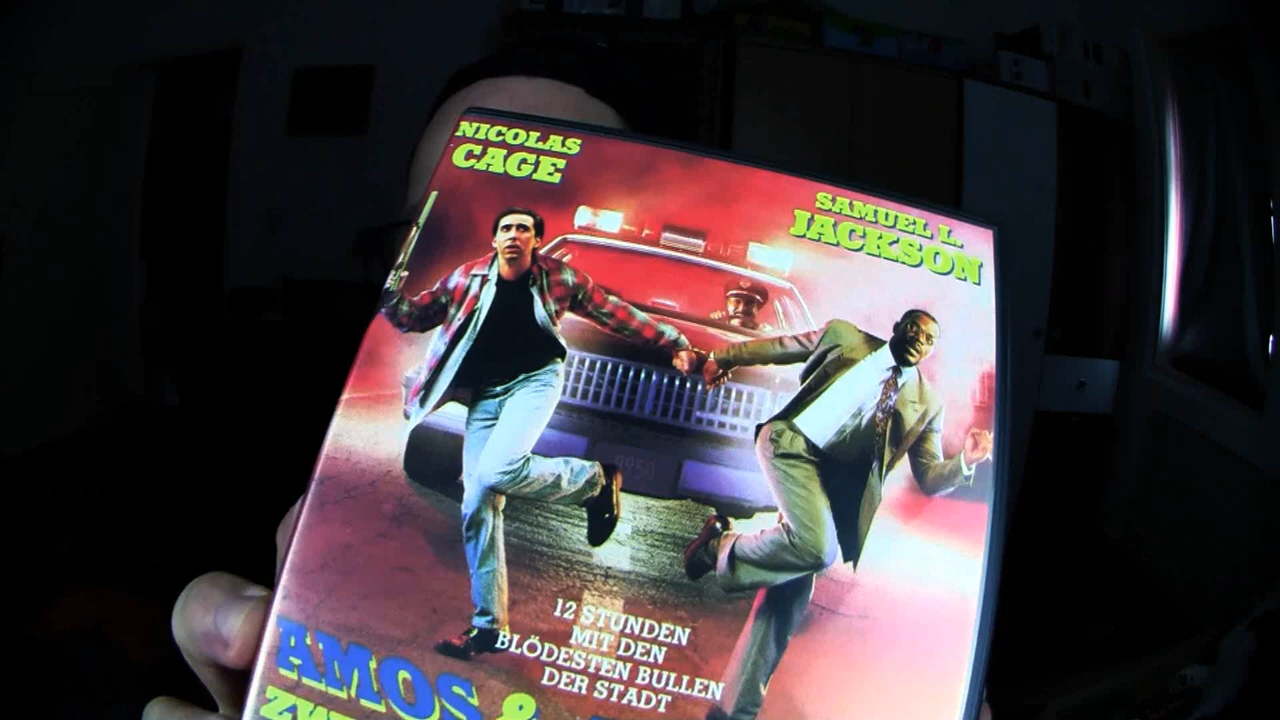 NICOLAS
CAGE
SAMUEL L.
JACKSON
12 STUNDEN
MIT DEN
BLÖDESTEN BULLEN
DER STADT
AMOS &